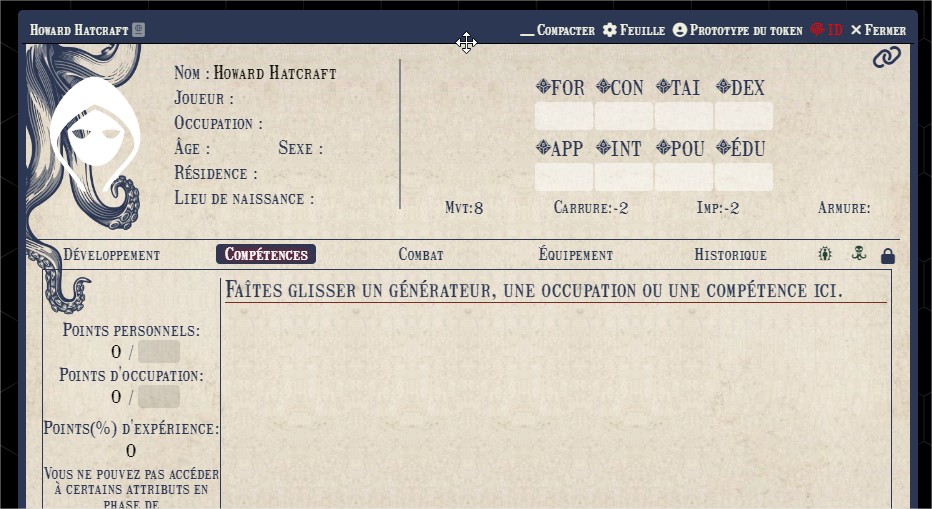 Howard Hatcraft Compacter Feuille Prototype du token ID Fermer
Nom : Howard Hatcraft
Joueur :
Occupation :
Âge : Sexe :
Résidence :
Lieu de naissance :
FOR CON TAI DEX
APP INT POU ÉDU
Mvt:8 Carrure:-2 Imp:-2 Armure:
Développement Compétences Combat Équipement Historique
Faîtes glisser un générateur, une occupation ou une compétence ici.
Points personnels:
0 /
Points d'occupation:
0 /
Points(%) d'expérience:
0
Vous ne pouvez pas accéder
à certains attributs en
phase de